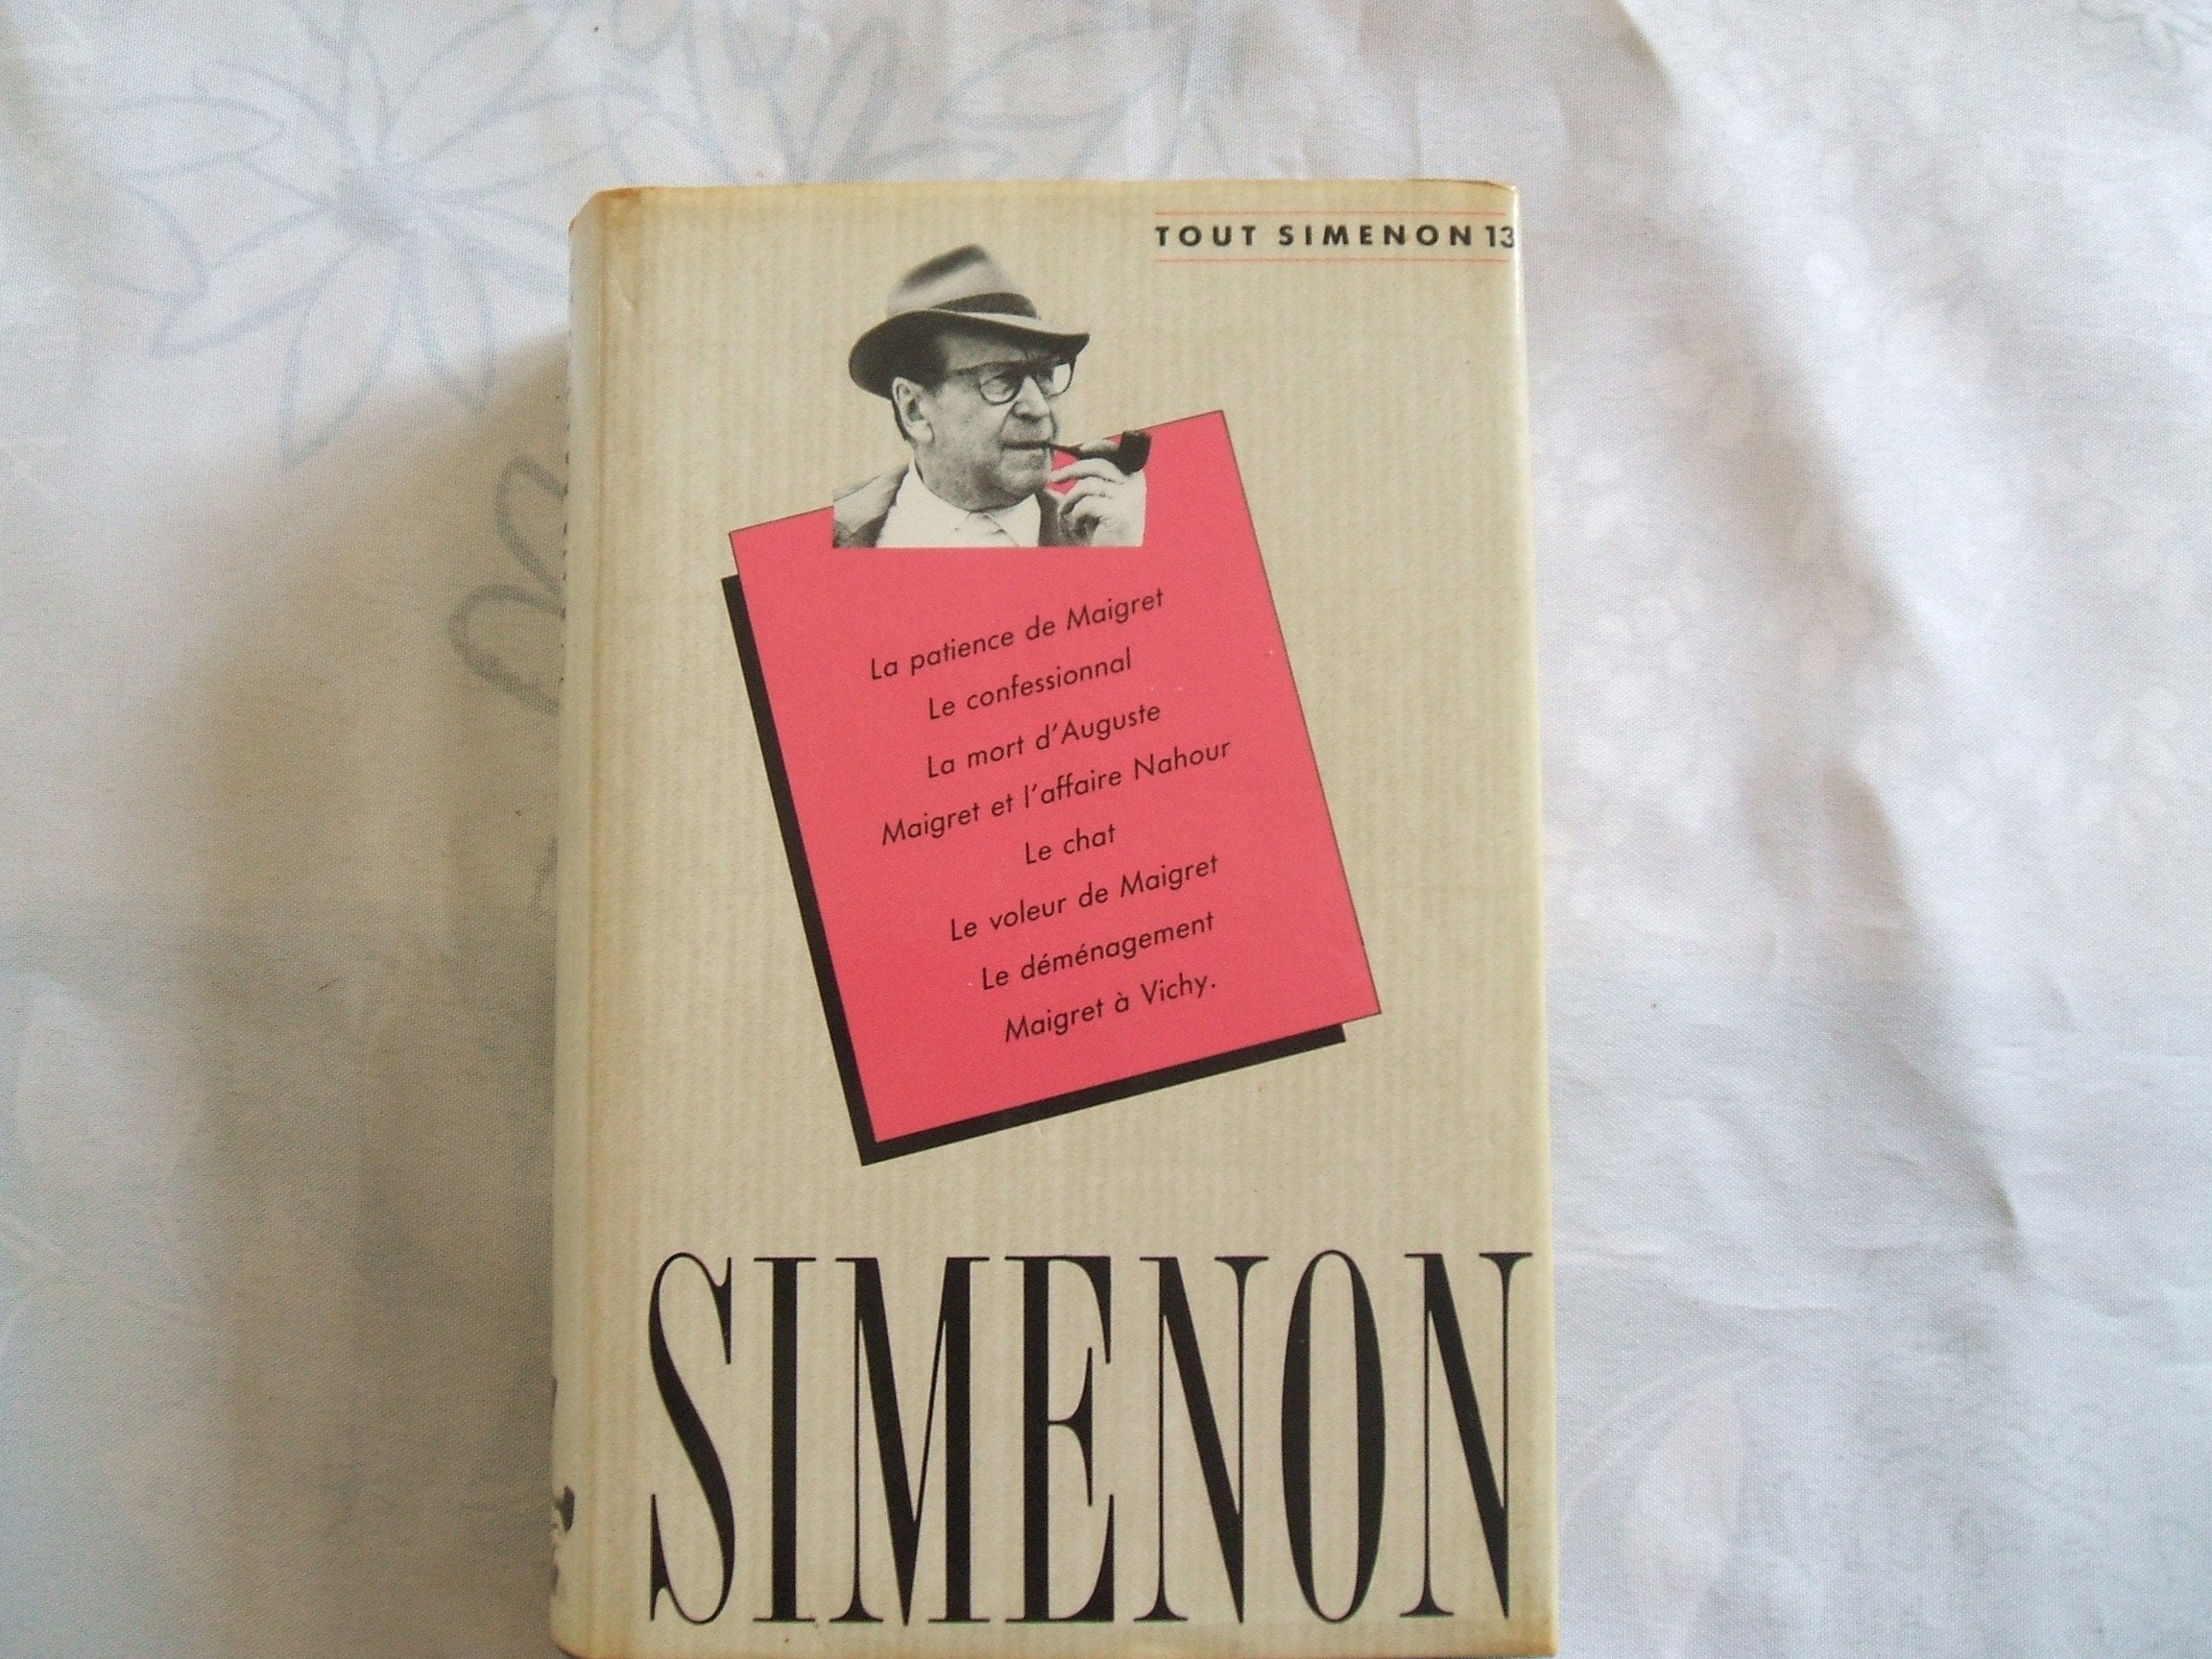 TOUT SIMENON 13
La patience de Maigret
Le confessionnal
La mort d'Auguste
Maigret et l'affaire Nahour
Le chat
Le voleur de Maigret
Le déménagement
Maigret à Vichy.
SIMENON